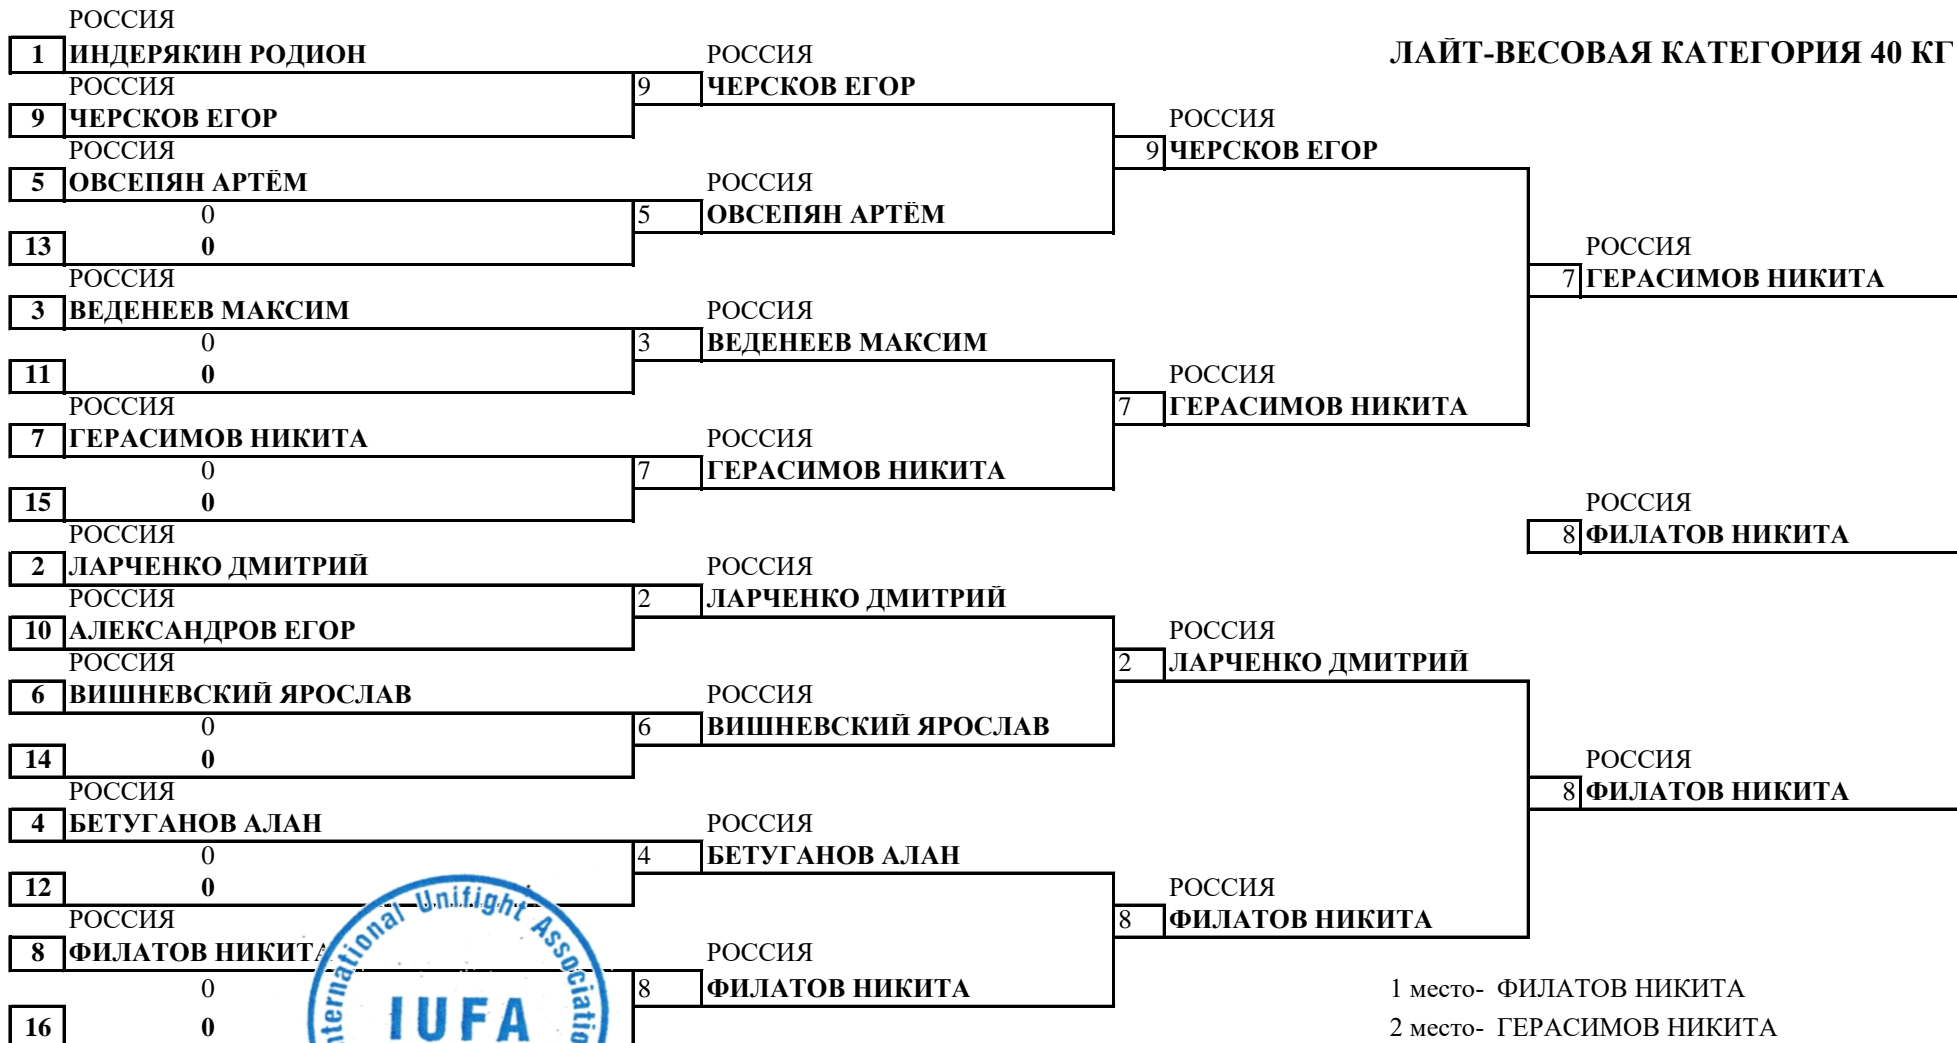 РОССИЯ
1 ИНДЕРЯКИН РОДИОН
РОССИЯ
ЛАЙТ-ВЕСОВАЯ КАТЕГОРИЯ 40 КГ
РОССИЯ
9 ЧЕРСКОВ ЕГОР
9 ЧЕРСКОВ ЕГОР
РОССИЯ
РОССИЯ
9 ЧЕРСКОВ ЕГОР
5 ОВСЕПЯН АРТЁМ
РОССИЯ
0
5 ОВСЕПЯН АРТЁМ
13 0
РОССИЯ
РОССИЯ
7 ГЕРАСИМОВ НИКИТА
3 ВЕДЕНЕЕВ МАКСИМ
РОССИЯ
0
3 ВЕДЕНЕЕВ МАКСИМ
11 0
РОССИЯ
РОССИЯ
7 ГЕРАСИМОВ НИКИТА
7 ГЕРАСИМОВ НИКИТА
РОССИЯ
0
7 ГЕРАСИМОВ НИКИТА
15 0
РОССИЯ
РОССИЯ
8 ФИЛАТОВ НИКИТА
2 ЛАРЧЕНКО ДМИТРИЙ
РОССИЯ
РОССИЯ
2 ЛАРЧЕНКО ДМИТРИЙ
10 АЛЕКСАНДРОВ ЕГОР
РОССИЯ
РОССИЯ
2 ЛАРЧЕНКО ДМИТРИЙ
6 ВИШНЕВСКИЙ ЯРОСЛАВ
РОССИЯ
0
6 ВИШНЕВСКИЙ ЯРОСЛАВ
14 0
РОССИЯ
РОССИЯ
8 ФИЛАТОВ НИКИТА
4 БЕТУГАНОВ АЛАН
РОССИЯ
0
4 БЕТУГАНОВ АЛАН
12 0
РОССИЯ
РОССИЯ
8 ФИЛАТОВ НИКИТА
8 ФИЛАТОВ НИКИТА
РОССИЯ
0
8 ФИЛАТОВ НИКИТА
16 0
1 место- ФИЛАТОВ НИКИТА
2 место- ГЕРАСИМОВ НИКИТА
Unifight
IUFA